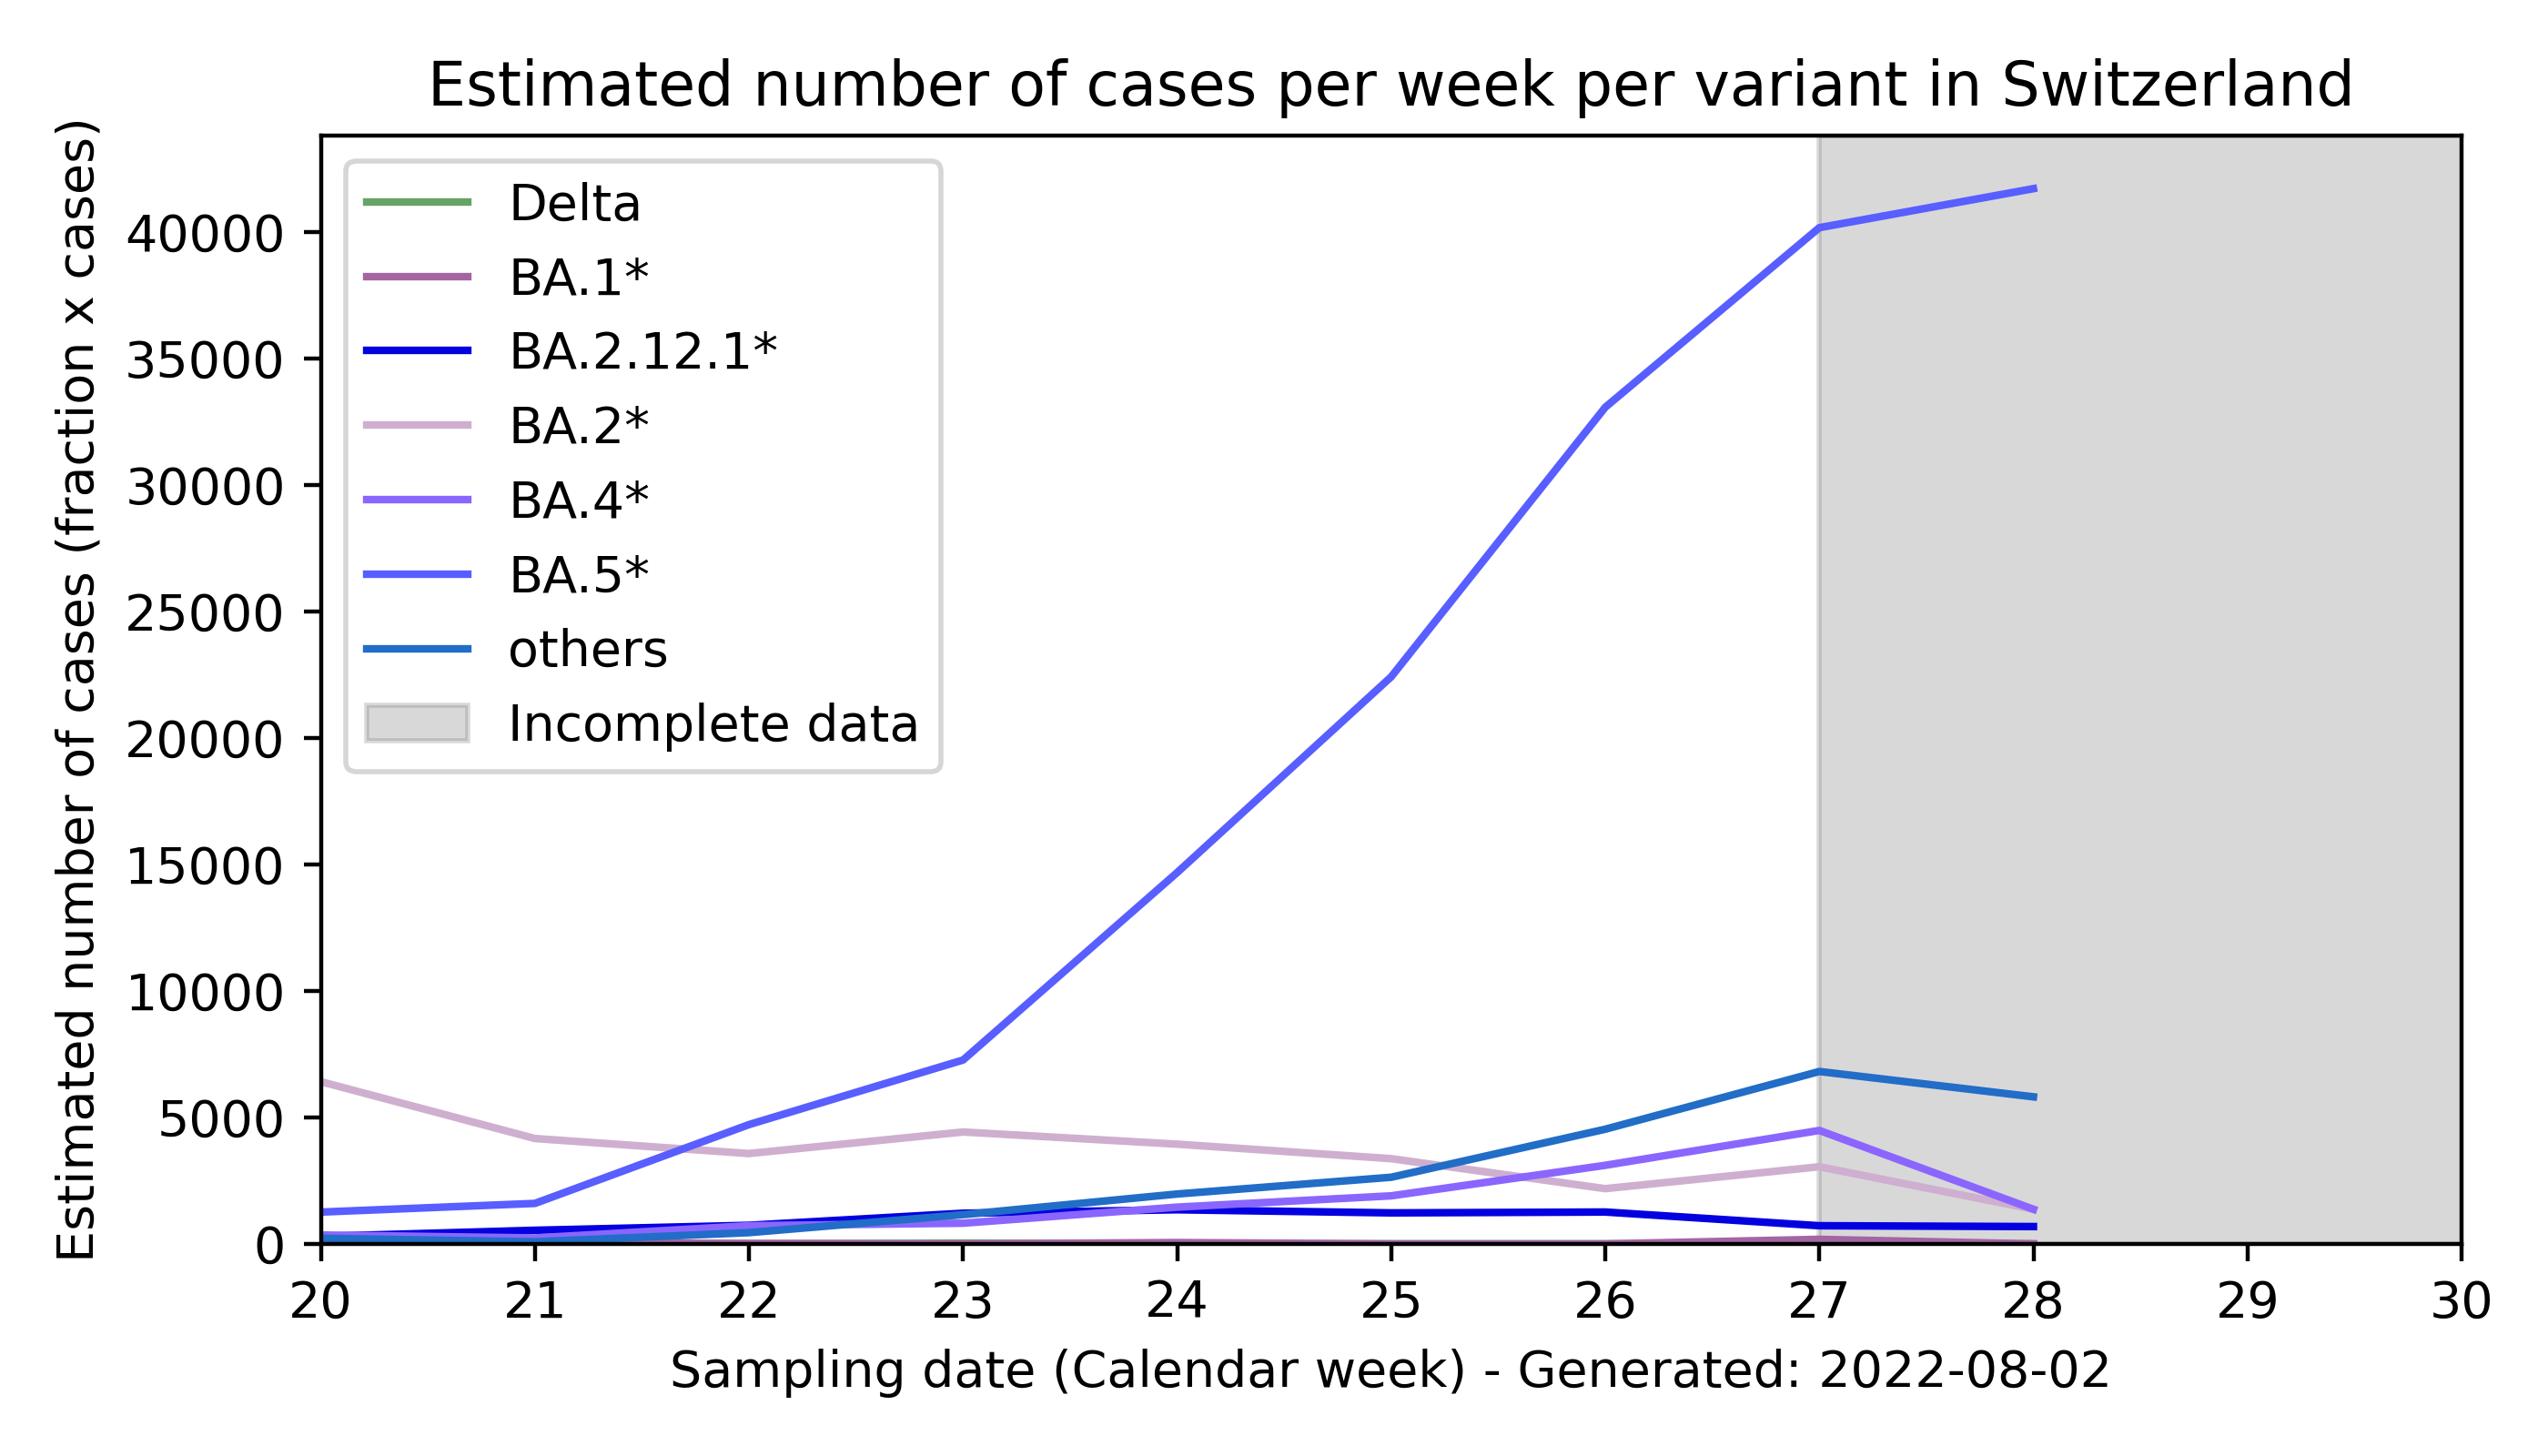 Estimated number of cases per week per variant in Switzerland
Estimated number of cases (fraction x cases)
40000
35000
30000
25000
20000
15000
10000
5000
0
Delta
BA.1*
BA.2.12.1*
BA.2*
BA.4*
BA.5*
others
Incomplete data
20 21 22 23 24 25 26 27 28 29 30
Sampling date (Calendar week) - Generated: 2022-08-02